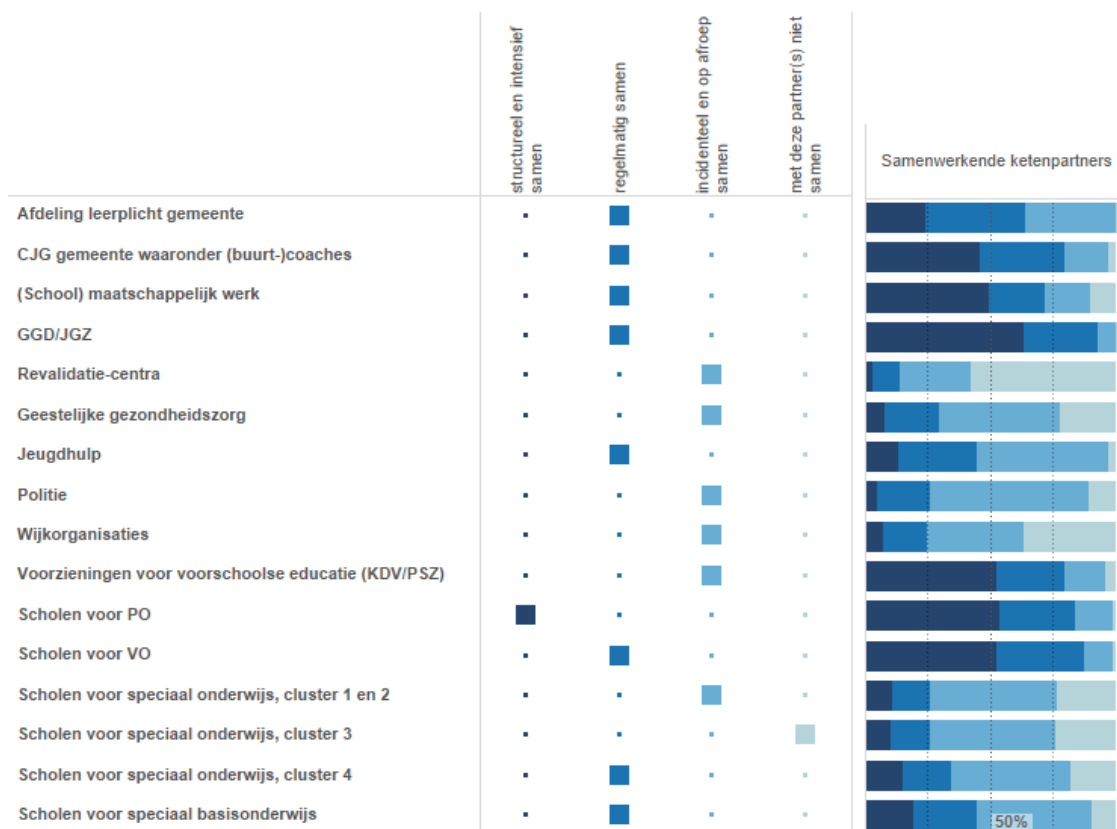 structureel en intensief
samen
regelmatig samen
incidenteel en op afroep
samen
met deze partner(s) niet
samen
Samenwerkende ketenpartners
Afdeling leerplicht gemeente
CJG gemeente waaronder (buurt-)coaches
(School) maatschappelijk werk
GGD/JGZ
Revalidatie-centra
Geestelijke gezondheidszorg
Jeugdhulp
Politie
Wijkorganisaties
Voorzieningen voor voorschoolse educatie (KDV/PSZ)
Scholen voor PO
Scholen voor VO
Scholen voor speciaal onderwijs, cluster 1 en 2
Scholen voor speciaal onderwijs, cluster 3
Scholen voor speciaal onderwijs, cluster 4
Scholen voor speciaal basisonderwijs
50%